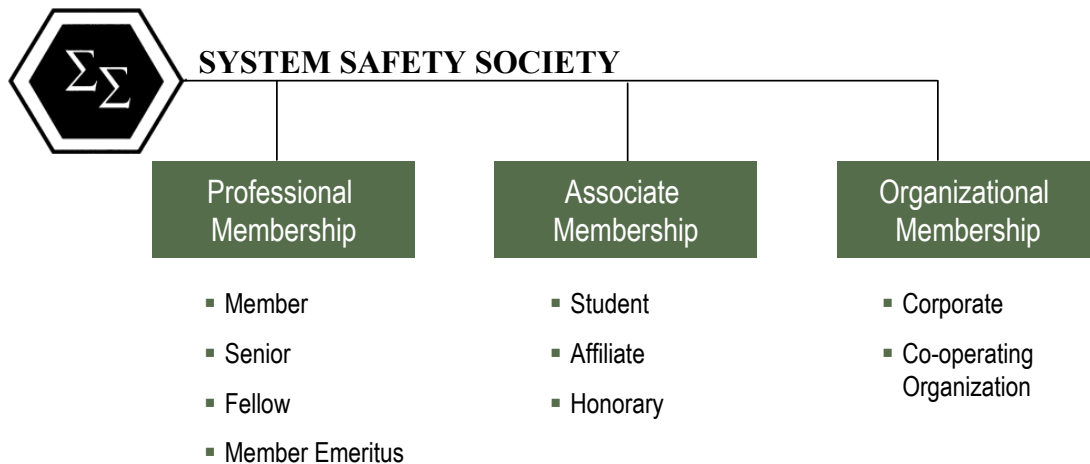 ΣΣ
SYSTEM SAFETY SOCIETY
Professional
Membership
Member
Senior
Fellow
Member Emeritus
Associate
Membership
Student
Affiliate
Honorary
Organizational
Membership
Corporate
Co-operating
Organization